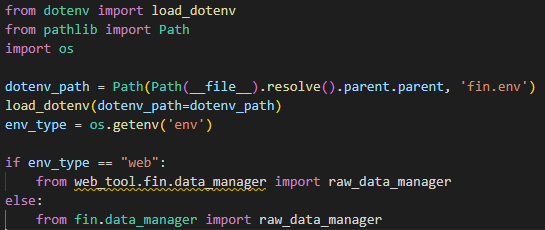 from dotenv import load_dotenv
from pathlib import Path
import os

dotenv_path = Path(Path(__file__).resolve().parent.parent, 'fin.env')
load_dotenv(dotenv_path=dotenv_path)
env_type = os.getenv('env')

if env_type == "web":
    from web_tool.fin.data_manager import raw_data_manager
else:
    from fin.data_manager import raw_data_manager